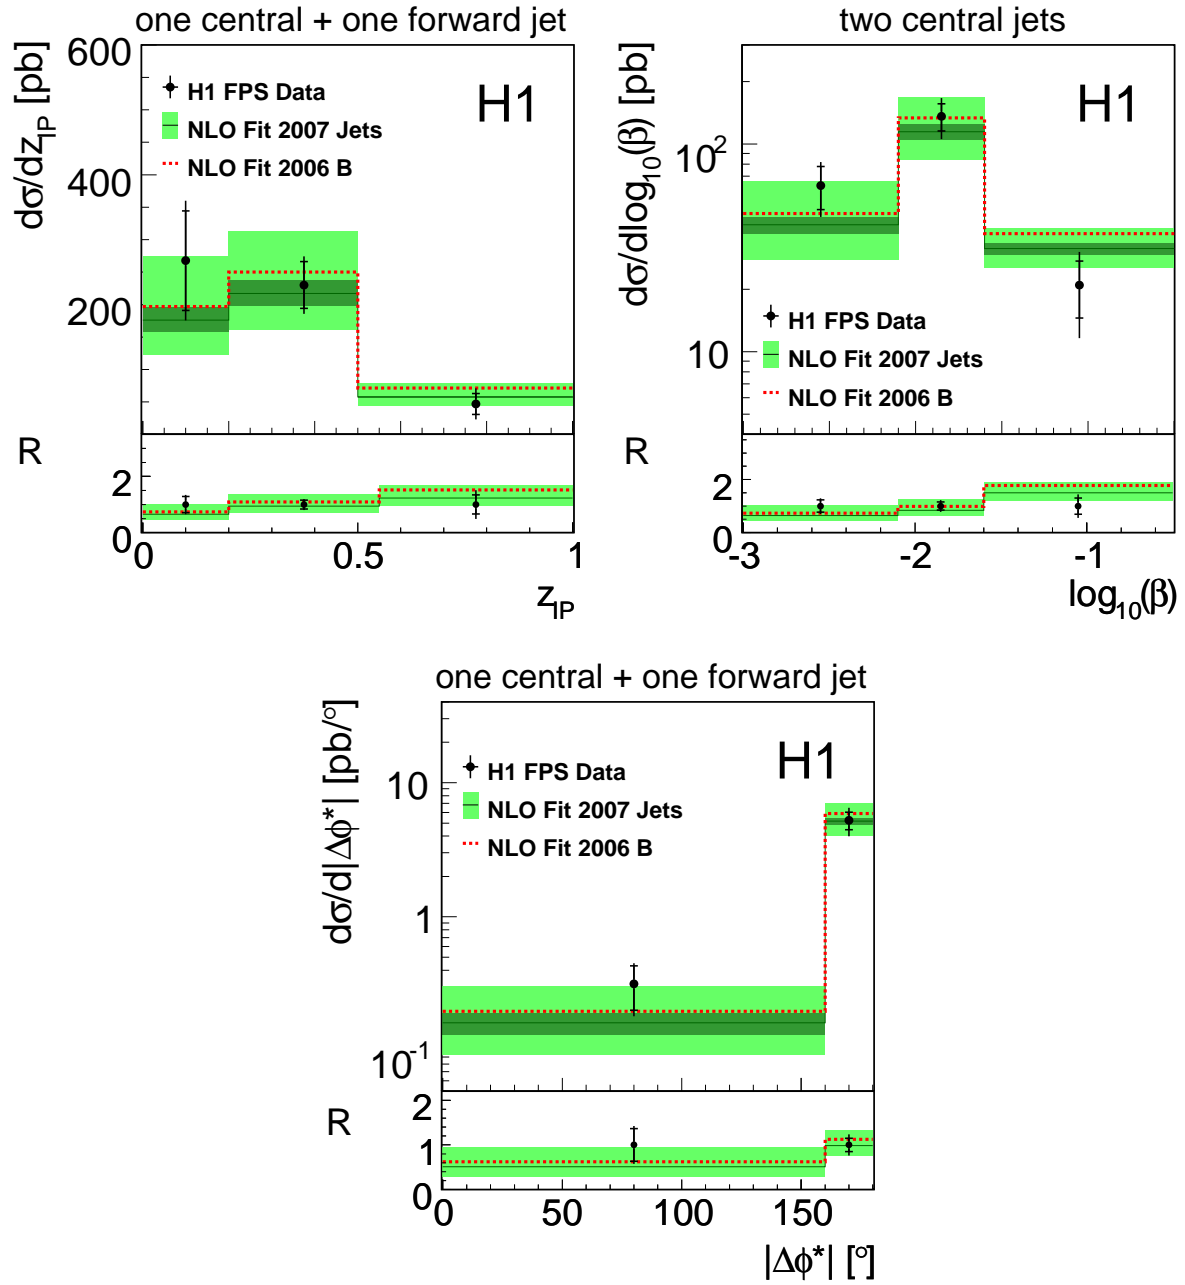 one central + one forward jet
dσ/dz_IP [pb]
600
400
200
H1 FPS Data
NLO Fit 2007 Jets
NLO Fit 2006 B
H1
R
2
0
0
0.5
1
z_IP
two central jets
dσ/dlog₁₀(β) [pb]
10²
10
H1
H1 FPS Data
NLO Fit 2007 Jets
NLO Fit 2006 B
R
2
0
-3
-2
-1
log₁₀(β)
one central + one forward jet
dσ/d|Δϕ*| [pb/°]
10
1
10⁻¹
H1 FPS Data
NLO Fit 2007 Jets
NLO Fit 2006 B
H1
R
2
1
0
0
50
100
150
|Δϕ*| [°]